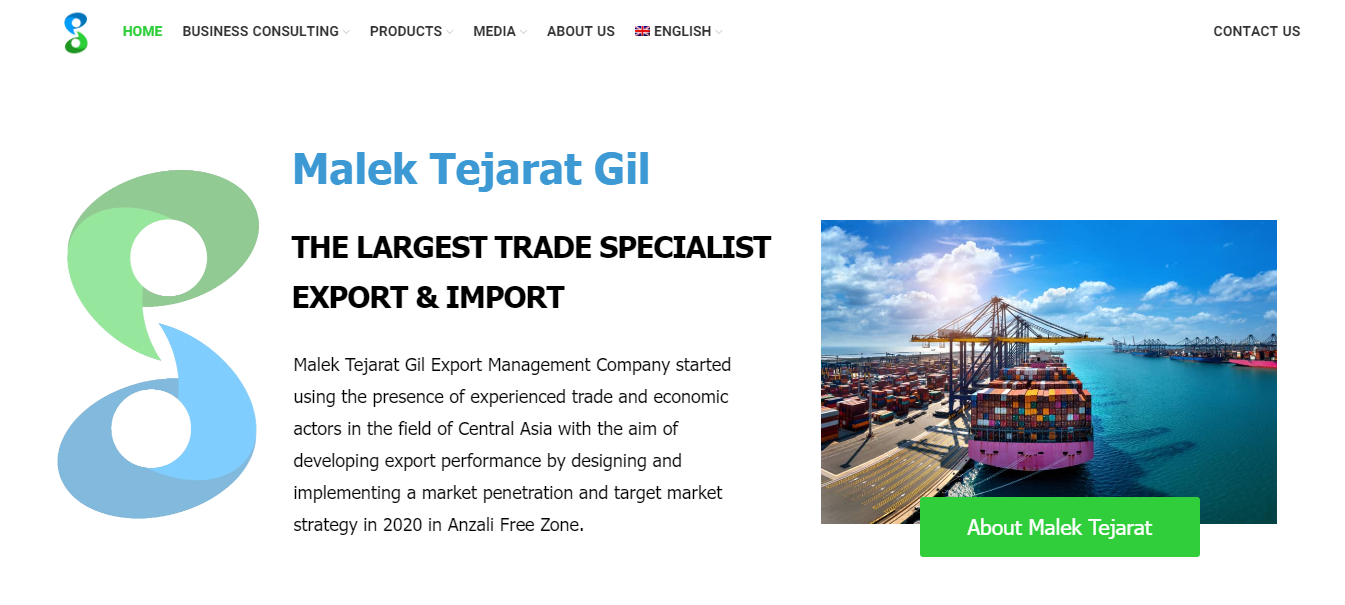 HOME BUSINESS CONSULTING PRODUCTS MEDIA ABOUT US ENGLISH CONTACT US
Malek Tejarat Gil
THE LARGEST TRADE SPECIALIST
EXPORT & IMPORT
Malek Tejarat Gil Export Management Company started
using the presence of experienced trade and economic
actors in the field of Central Asia with the aim of
developing export performance by designing and
implementing a market penetration and target market
strategy in 2020 in Anzali Free Zone.
About Malek Tejarat